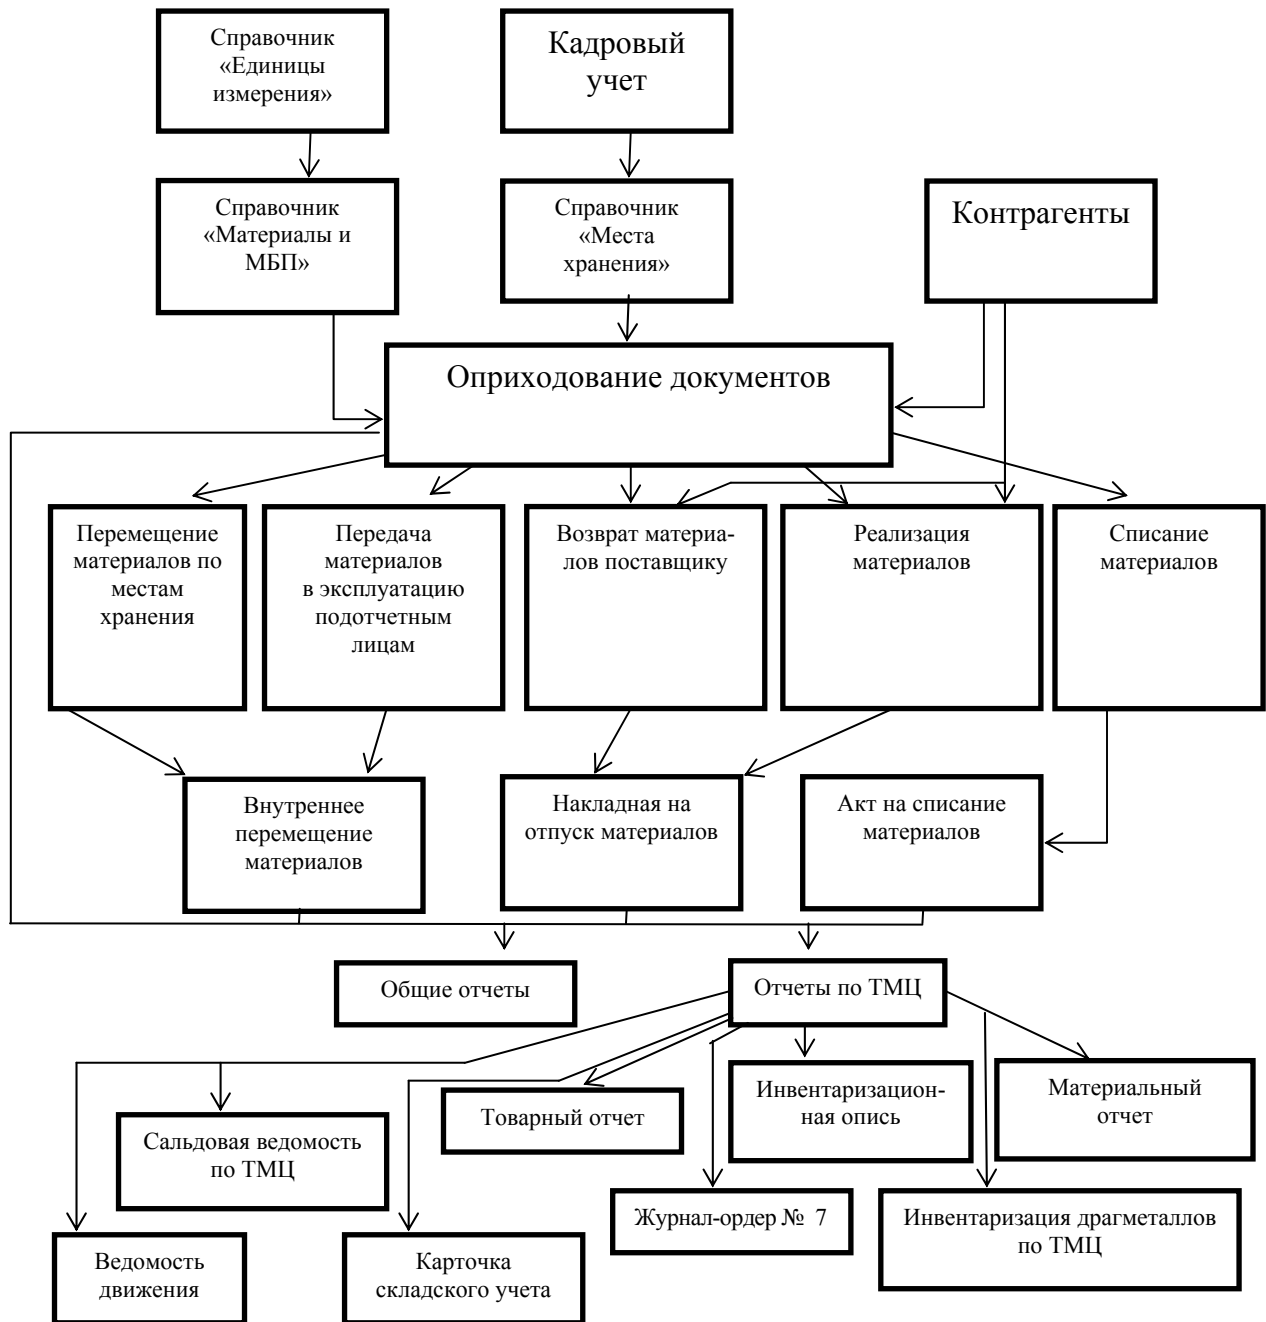 Справочник
«Единицы
измерения»
Кадровый
учет
Справочник
«Материалы и
МБП»
Справочник
«Места
хранения»
Контрагенты
Оприходование документов
Перемещение
материалов по
местам
хранения
Передача
материалов
в эксплуатацию
подотчетным
лицам
Возврат материа-
лов поставщику
Реализация
материалов
Списание
материалов
Внутреннее
перемещение
материалов
Накладная на
отпуск материалов
Акт на списание
материалов
Общие отчеты
Отчеты по ТМЦ
Сальдовая ведомость
по ТМЦ
Товарный отчет
Инвентаризацион-
ная опись
Материальный
отчет
Ведомость
движения
Карточка
складского учета
Журнал-ордер № 7
Инвентаризация драгметаллов
по ТМЦ